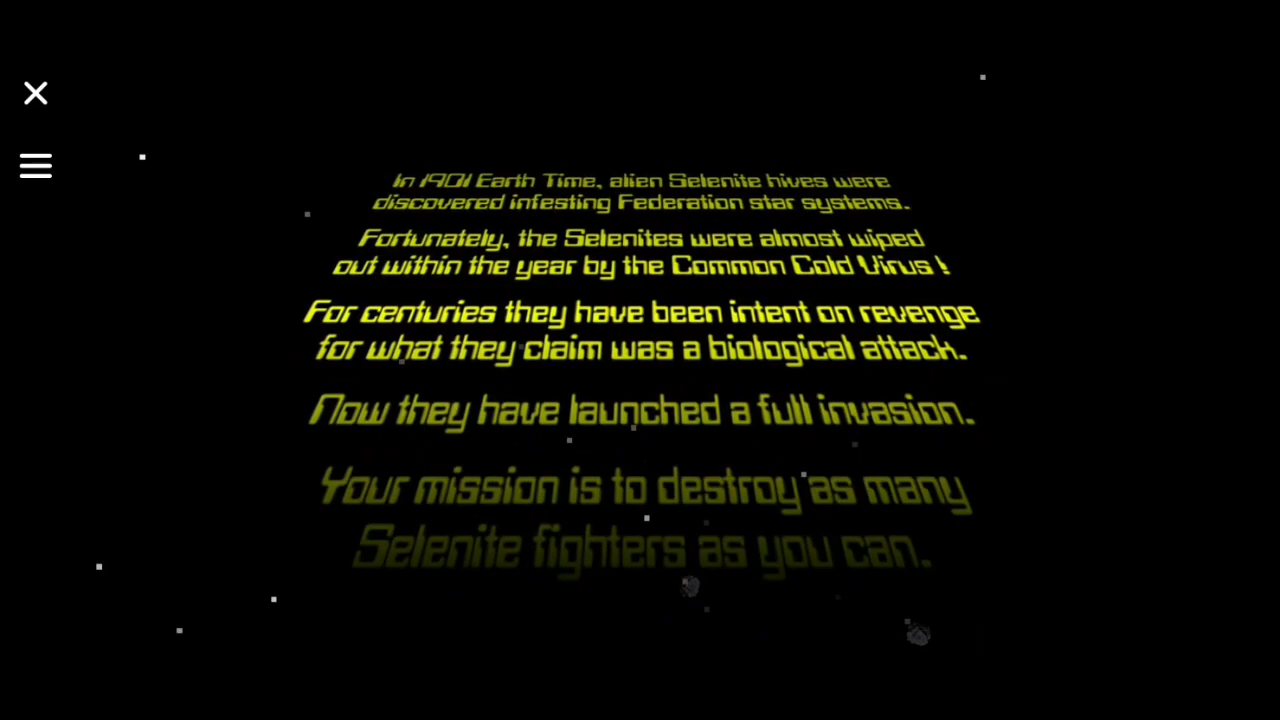 In 1901 Earth Time, alien Selenite hives were
discovered infesting Federation star systems.
Fortunately, the Selenites were almost wiped
out within the year by the Common Cold Virus !
For centuries they have been intent on revenge
for what they claim was a biological attack.
Now they have launched a full invasion.
Your mission is to destroy as many
Selenite fighters as you can.